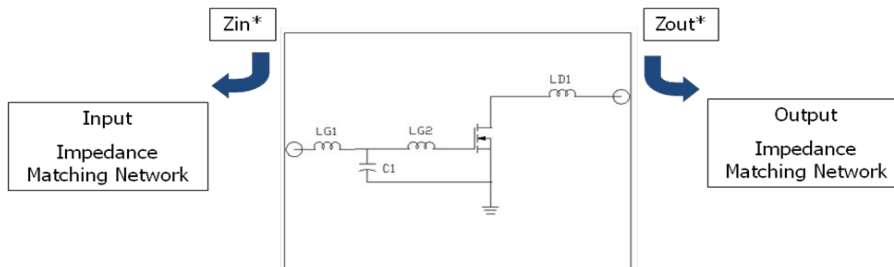 Zin*
Zout*
Input
Impedance
Matching Network
LG1
LG2
C1
LD1
Output
Impedance
Matching Network